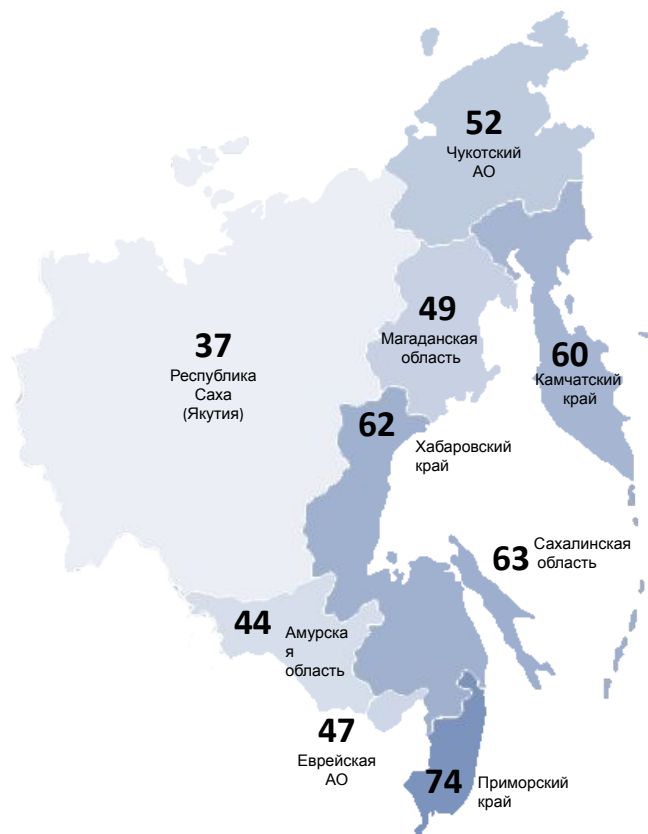 52
Чукотский
АО
49
Магаданская
область
37
Республика
Саха
(Якутия)
60
Камчатский
край
62
Хабаровский
край
63
Сахалинская
область
44
Амурска
я
область
47
Еврейская
АО
74
Приморский
край